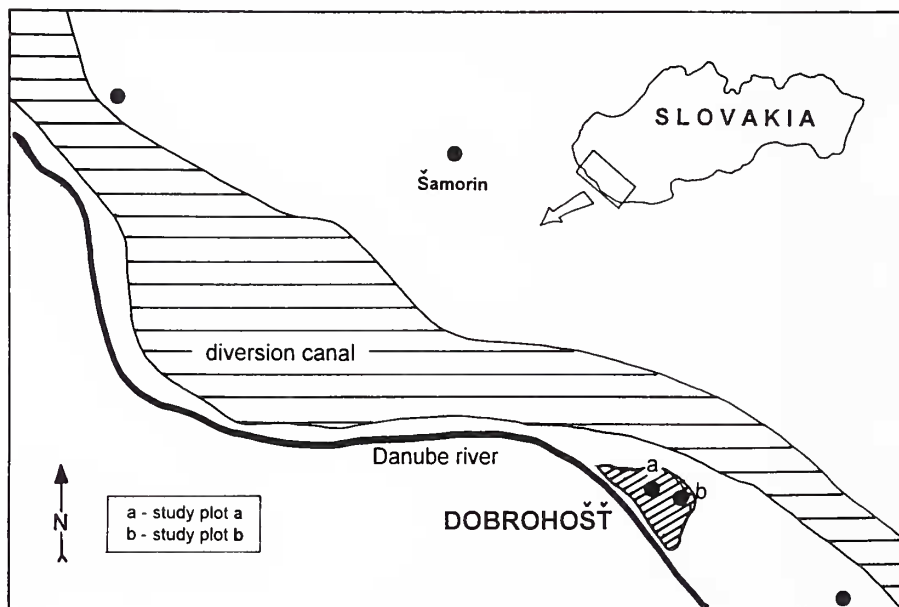 SLOVAKIA
Šamorin
diversion canal
Danube river
a
b
DOBROHOŠŤ
N
a - study plot a
b - study plot b